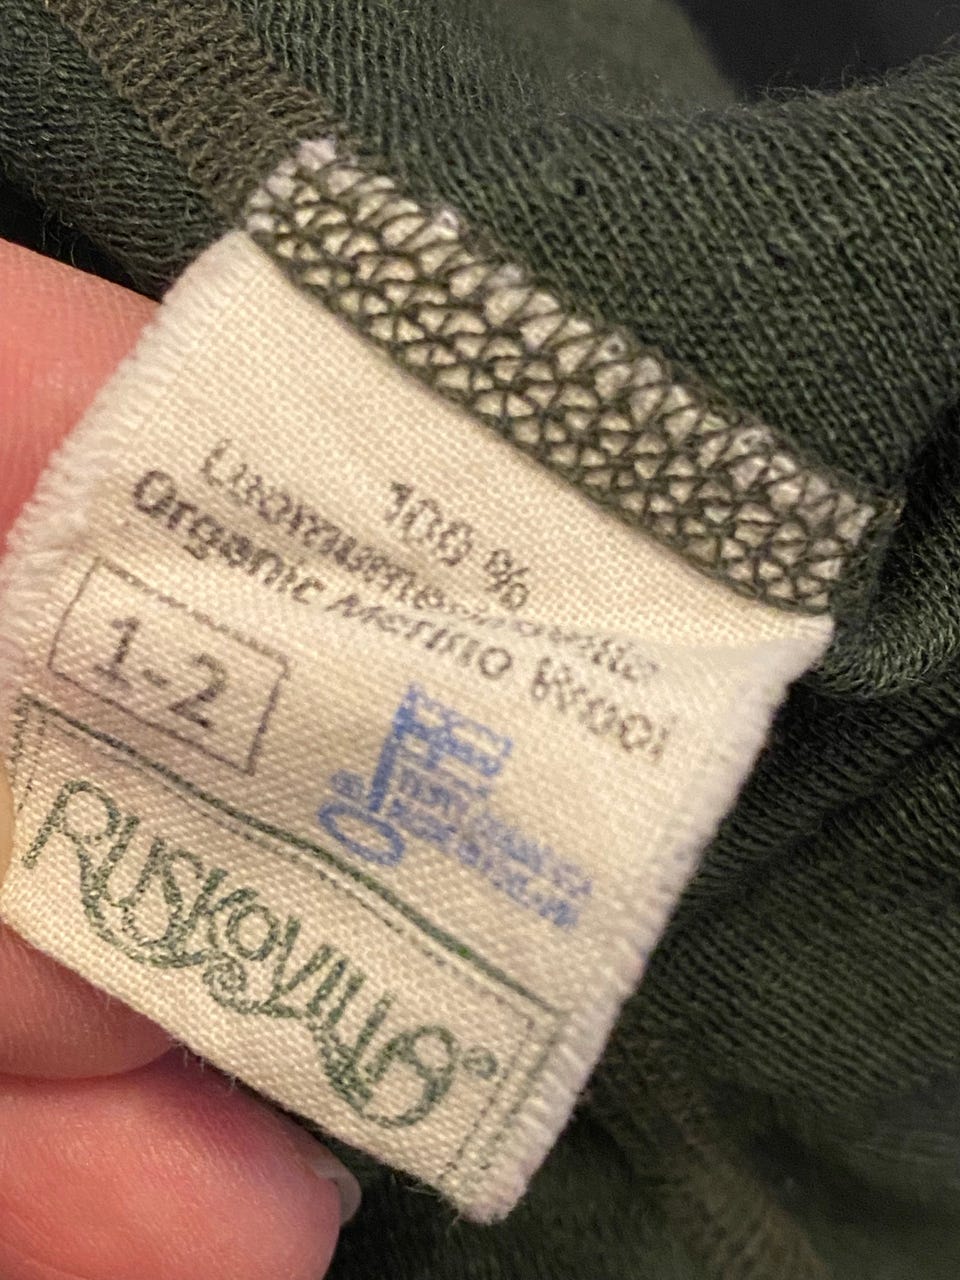 100 %
Luomumerinovilla
Organic Merino Wool
1-2
RUSKOVILLA®